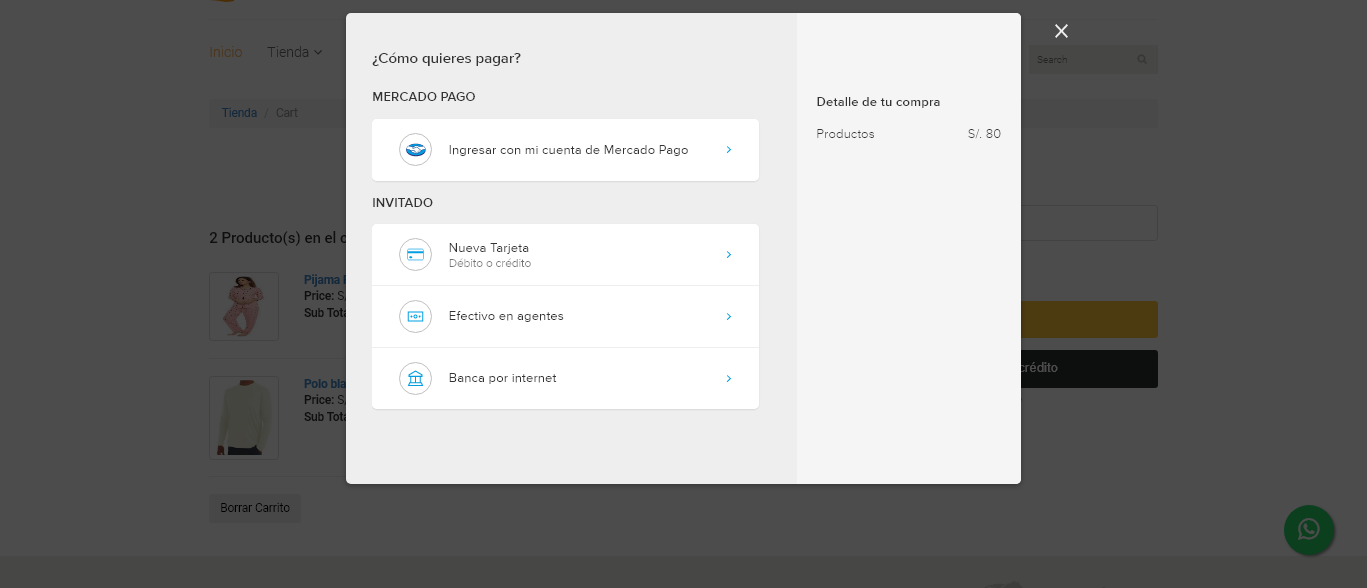 Inicio
Tienda
Search
Tienda / Cart
¿Cómo quieres pagar?
MERCADO PAGO
Ingresar con mi cuenta de Mercado Pago
INVITADO
Nueva Tarjeta
Débito o crédito
Efectivo en agentes
Banca por internet
Detalle de tu compra
Productos S/. 80
2 Producto(s) en el
Pijama
Price: S/
Sub Tota
Polo bla
Price: S/
Sub Tota
crédito
Borrar Carrito